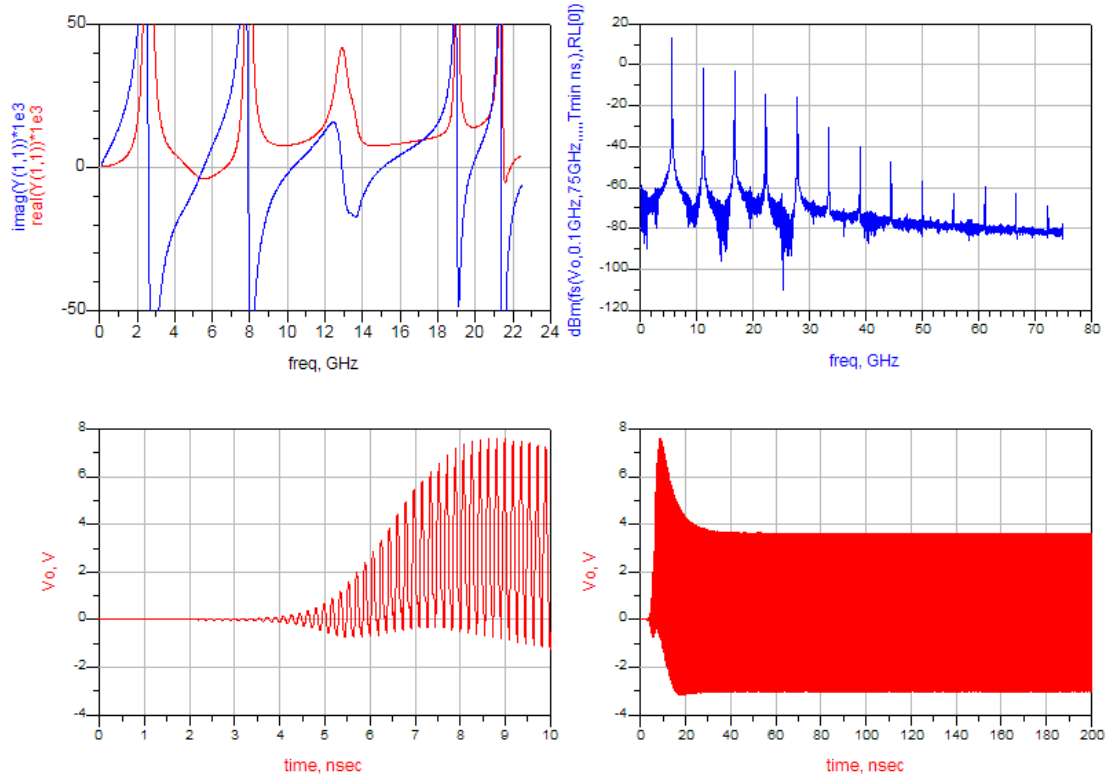 imag(Y(1,1))*1e3
real(Y(1,1))*1e3
50
0
-50
0 2 4 6 8 10 12 14 16 18 20 22 24
freq, GHz
dBm(fs(Vo,0.1GHz,75GHz,,,,,Tmin ns,),RL[0])
20
0
-20
-40
-60
-80
-100
-120
0 10 20 30 40 50 60 70 80
freq, GHz
Vo, V
8
6
4
2
0
-2
-4
0 1 2 3 4 5 6 7 8 9 10
time, nsec
Vo, V
8
6
4
2
0
-2
-4
0 20 40 60 80 100 120 140 160 180 200
time, nsec